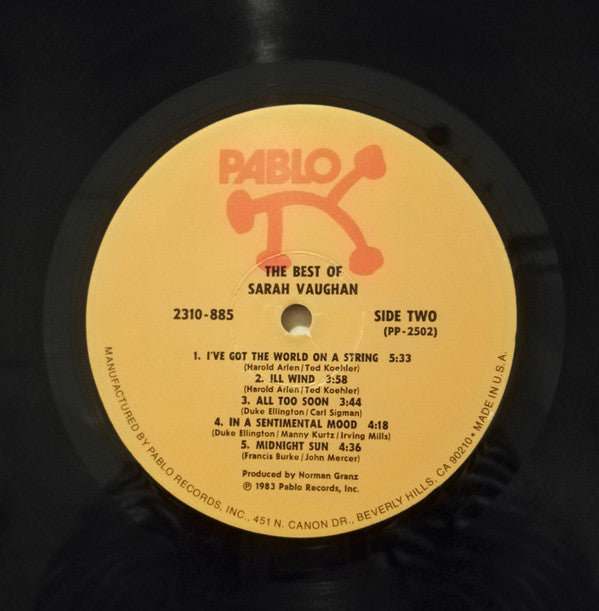 PABLO
THE BEST OF
SARAH VAUGHAN
2310-885
SIDE TWO
(PP-2502)
1. I'VE GOT THE WORLD ON A STRING 5:33
(Harold Arlen/Ted Koehler)
2. ILL WIND 3:58
(Harold Arlen/Ted Koehler)
3. ALL TOO SOON 3:44
(Duke Ellington/Carl Sigman)
4. IN A SENTIMENTAL MOOD 4:18
(Duke Ellington/Manny Kurtz/Irving Mills)
5. MIDNIGHT SUN 4:36
(Francis Burke/John Mercer)
Produced by Norman Granz
℗ 1983 Pablo Records, Inc.
MANUFACTURED BY PABLO RECORDS, INC., 451 N. CANON DR., BEVERLY HILLS, CA 90210 • MADE IN U.S.A.